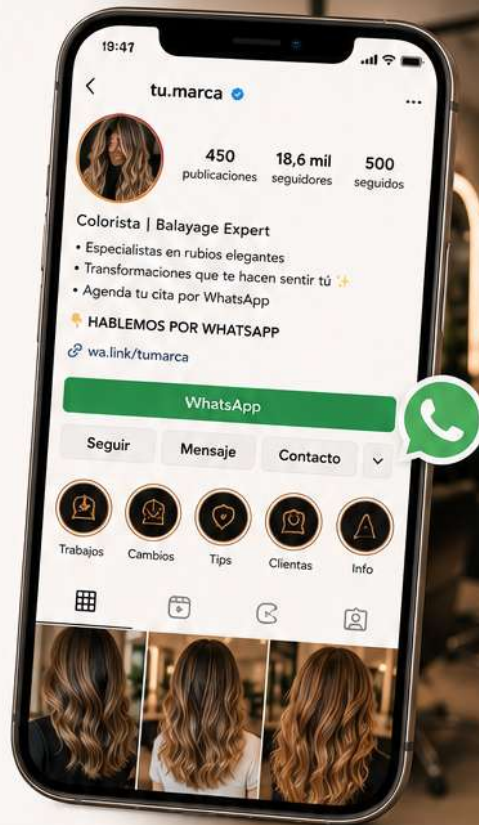 19:47
tu.marca
450 18,6 mil 500
publicaciones seguidores seguidos
Colorista | Balayage Expert
• Especialistas en rubios elegantes
• Transformaciones que te hacen sentir tú ✨
• Agenda tu cita por WhatsApp
👇 HABLEMOS POR WHATSAPP
wa.link/tumarca
WhatsApp
Seguir Mensaje Contacto
Trabajos Cambios Tips Clientas Info